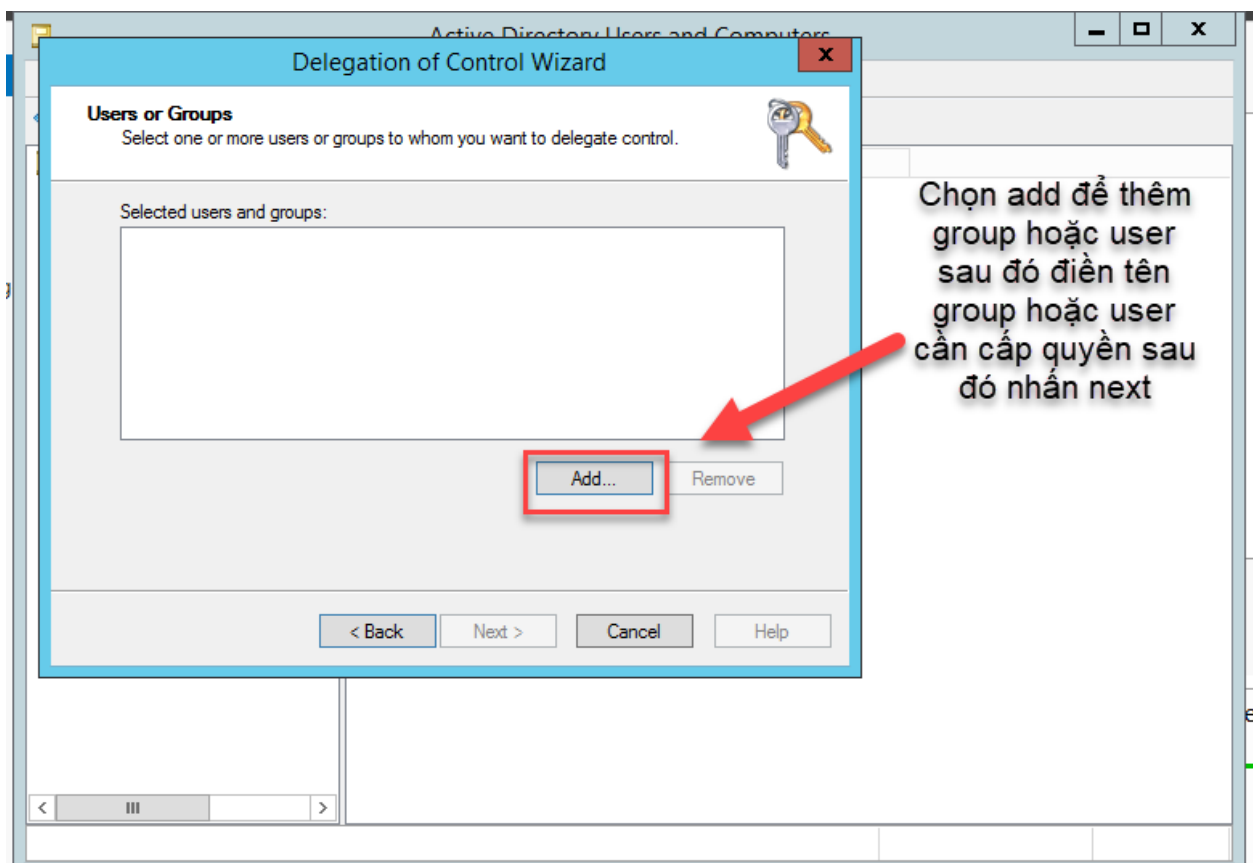 Active Directory Users and Computers
Delegation of Control Wizard
x
x
Users or Groups
Select one or more users or groups to whom you want to delegate control.
Selected users and groups:
Chọn add để thêm
group hoặc user
sau đó điền tên
group hoặc user
cần cấp quyền sau
đó nhấn next
Add...
Remove
< Back
Next >
Cancel
Help